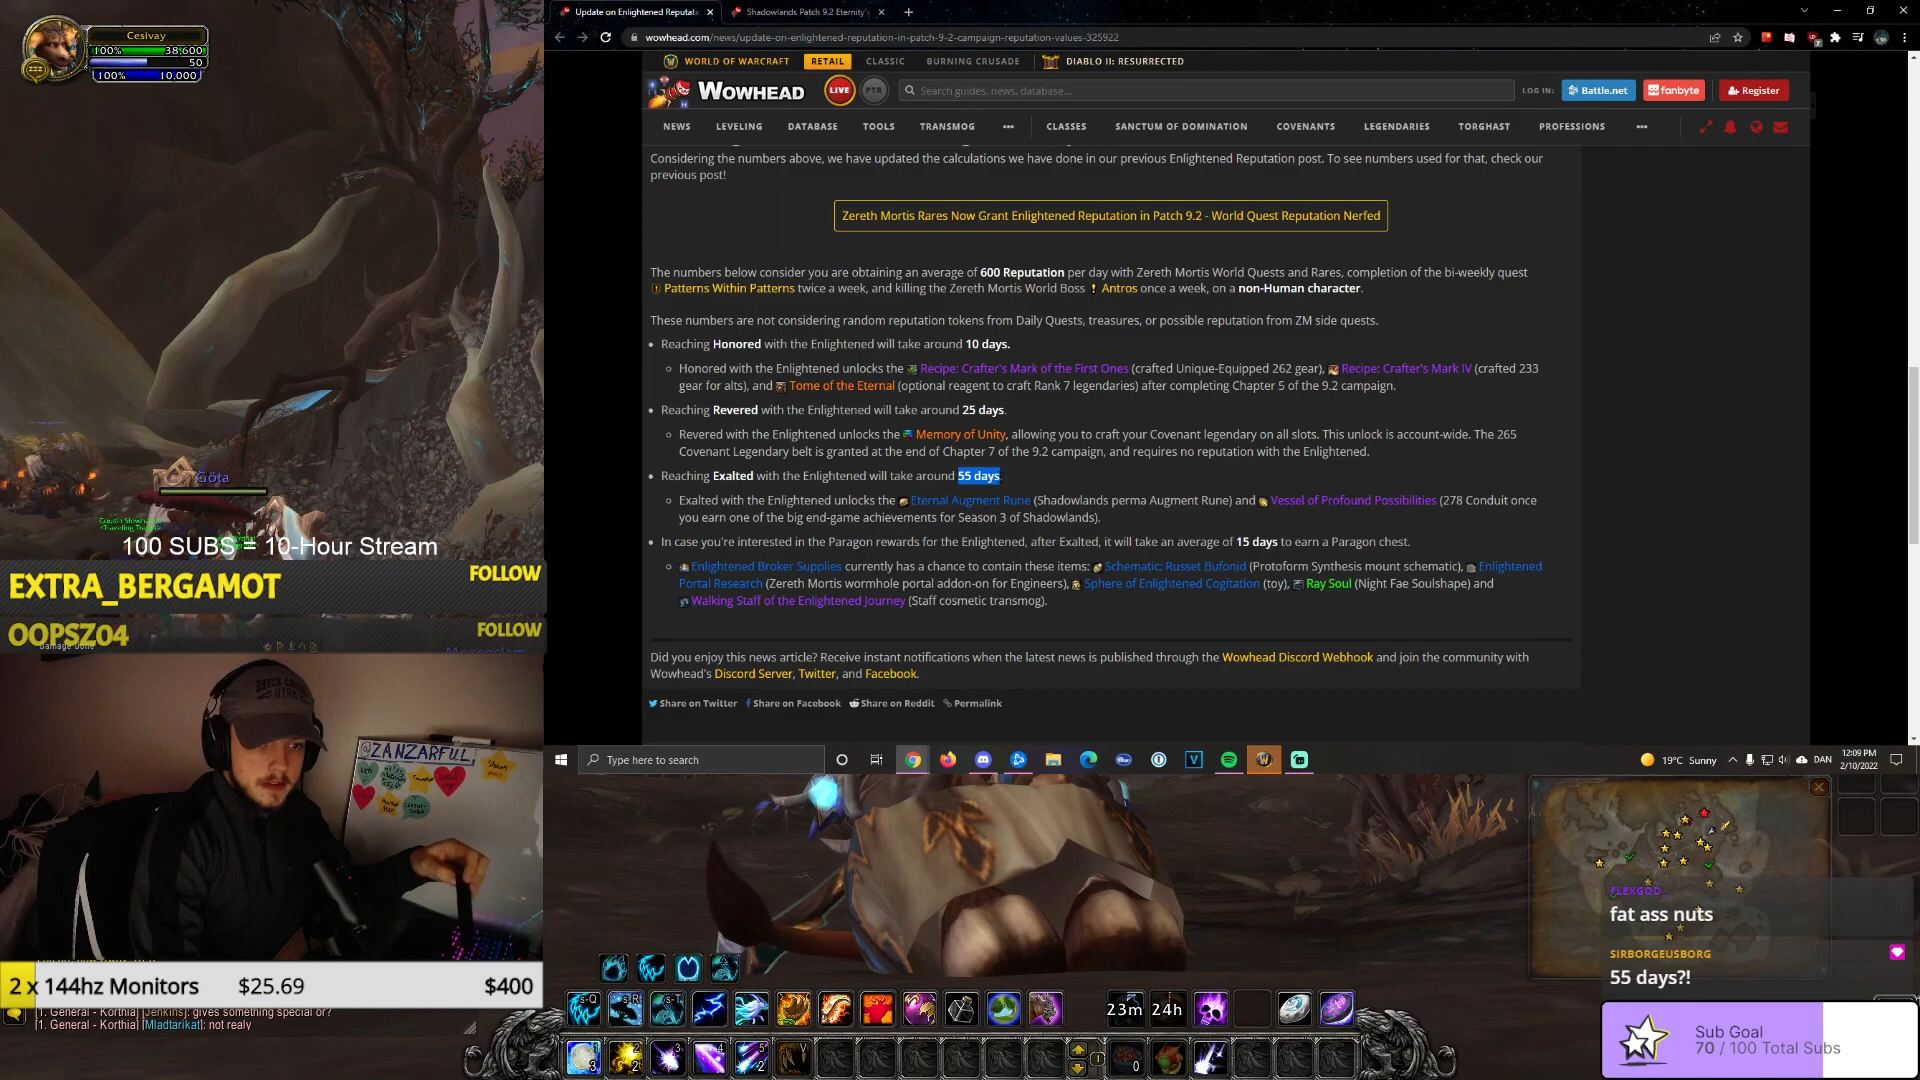 Cesivay
100% 38,600
50
100% 10,000
Update on Enlightened Reputati
Shadowlands Patch 9.2 Eternity'
wowhead.com/news/update-on-enlightened-reputation-in-patch-9-2-campaign-reputation-values-325922
WORLD OF WARCRAFT RETAIL CLASSIC BURNING CRUSADE DIABLO II: RESURRECTED
WOWHEAD LIVE PTR Search guides, news, database... LOG IN: Battle.net fanbyte Register
NEWS LEVELING DATABASE TOOLS TRANSMOG ••• CLASSES SANCTUM OF DOMINATION COVENANTS LEGENDARIES TORGHAST PROFESSIONS •••
Considering the numbers above, we have updated the calculations we have done in our previous Enlightened Reputation post. To see numbers used for that, check our
previous post!
Zereth Mortis Rares Now Grant Enlightened Reputation in Patch 9.2 - World Quest Reputation Nerfed
The numbers below consider you are obtaining an average of 600 Reputation per day with Zereth Mortis World Quests and Rares, completion of the bi-weekly quest
Patterns Within Patterns twice a week, and killing the Zereth Mortis World Boss Antros once a week, on a non-Human character.
These numbers are not considering random reputation tokens from Daily Quests, treasures, or possible reputation from ZM side quests.
• Reaching Honored with the Enlightened will take around 10 days.
Honored with the Enlightened unlocks the Recipe: Crafter's Mark of the First Ones (crafted Unique-Equipped 262 gear), Recipe: Crafter's Mark IV (crafted 233
gear for alts), and Tome of the Eternal (optional reagent to craft Rank 7 legendaries) after completing Chapter 5 of the 9.2 campaign.
• Reaching Revered with the Enlightened will take around 25 days.
Revered with the Enlightened unlocks the Memory of Unity, allowing you to craft your Covenant legendary on all slots. This unlock is account-wide. The 265
Covenant Legendary belt is granted at the end of Chapter 7 of the 9.2 campaign, and requires no reputation with the Enlightened.
• Reaching Exalted with the Enlightened will take around 55 days.
Exalted with the Enlightened unlocks the Eternal Augment Rune (Shadowlands perma Augment Rune) and Vessel of Profound Possibilities (278 Conduit once
you earn one of the big end-game achievements for Season 3 of Shadowlands).
• In case you're interested in the Paragon rewards for the Enlightened, after Exalted, it will take an average of 15 days to earn a Paragon chest.
Enlightened Broker Supplies currently has a chance to contain these items: Schematic: Russet Bufonid (Protoform Synthesis mount schematic), Enlightened
Portal Research (Zereth Mortis wormhole portal add-on for Engineers), Sphere of Enlightened Cogitation (toy), Ray Soul (Night Fae Soulshape) and
Walking Staff of the Enlightened Journey (Staff cosmetic transmog).
Did you enjoy this news article? Receive instant notifications when the latest news is published through the Wowhead Discord Webhook and join the community with
Wowhead's Discord Server, Twitter, and Facebook.
Share on Twitter Share on Facebook Share on Reddit Permalink
Type here to search
19°C Sunny DAN 12:09 PM
2/10/2022
Göta
100 SUBS = 10-Hour Stream
EXTRA_BERGAMOT FOLLOW
OOPSZ04 FOLLOW
Damage Done
@ZANZARFILL
2 x 144hz Monitors $25.69 $400
[1. General - Korthia] [Jenkins]: gives something special or?
[1. General - Korthia] [Mladtarikat]: not realy
s-Q s-R s-T
23m 24h
FLEXGOD_
fat ass nuts
SIRBORGEUSBORG
55 days?!
Sub Goal
70 / 100 Total Subs